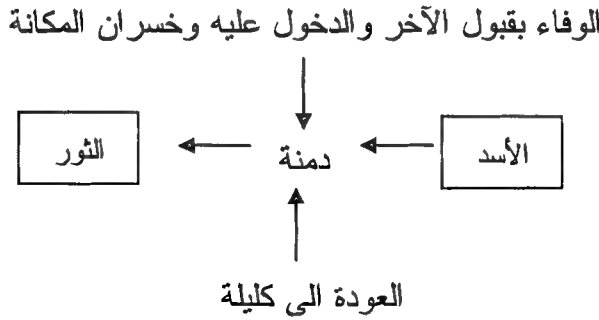 الوفاء بقبول الآخر والدخول عليه وخسران المكانة
الأسد
دمنة
الثور
العودة الى كليلة